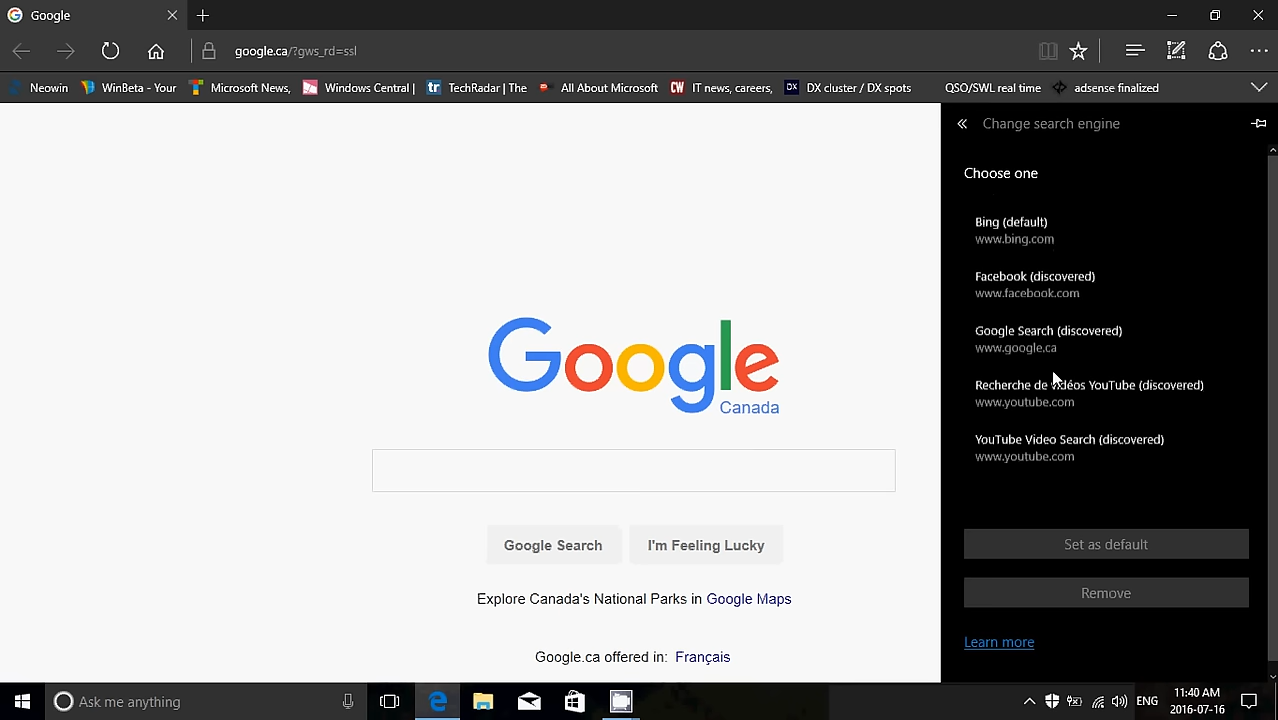 Google
google.ca/?gws_rd=ssl
Neowin WinBeta - Your Microsoft News, Windows Central | TechRadar | The All About Microsoft IT news, careers, DX cluster / DX spots QSO/SWL real time adsense finalized
Change search engine
Choose one
Bing (default)
www.bing.com
Facebook (discovered)
www.facebook.com
Google Search (discovered)
www.google.ca
Recherche de vidéos YouTube (discovered)
www.youtube.com
YouTube Video Search (discovered)
www.youtube.com
Set as default
Remove
Learn more
Google
Canada
Google Search I'm Feeling Lucky
Explore Canada's National Parks in Google Maps
Google.ca offered in: Français
Ask me anything
ENG
11:40 AM
2016-07-16